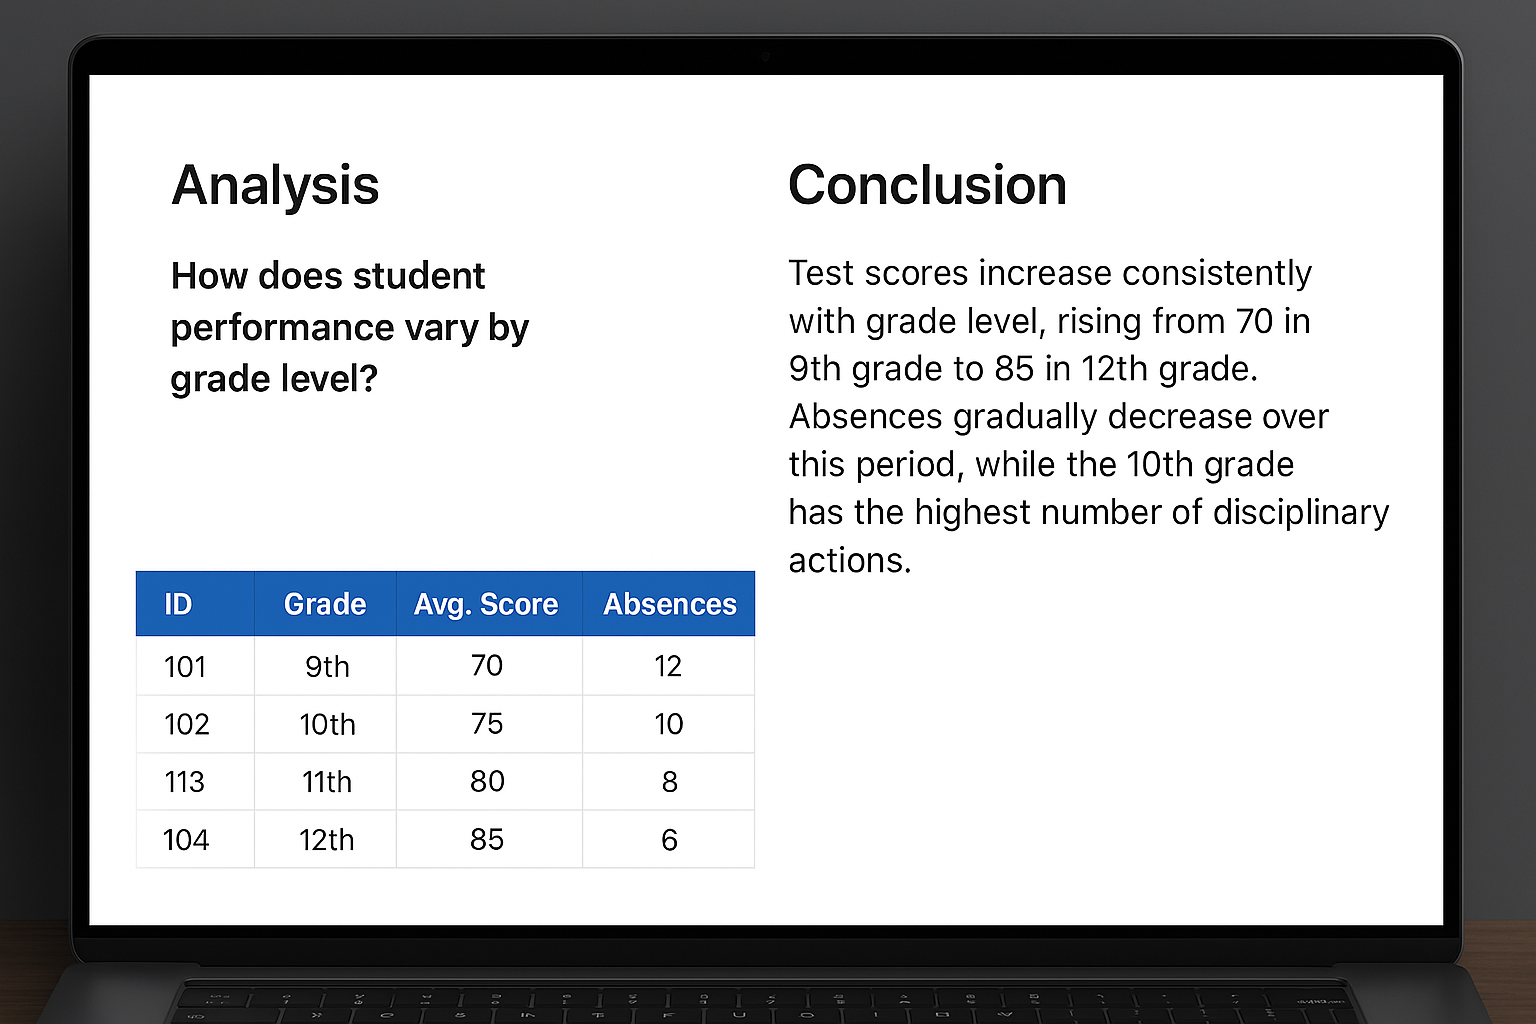 Analysis
How does student
performance vary by
grade level?
ID Grade Avg. Score Absences
101 9th 70 12
102 10th 75 10
113 11th 80 8
104 12th 85 6
Conclusion
Test scores increase consistently
with grade level, rising from 70 in
9th grade to 85 in 12th grade.
Absences gradually decrease over
this period, while the 10th grade
has the highest number of disciplinary
actions.